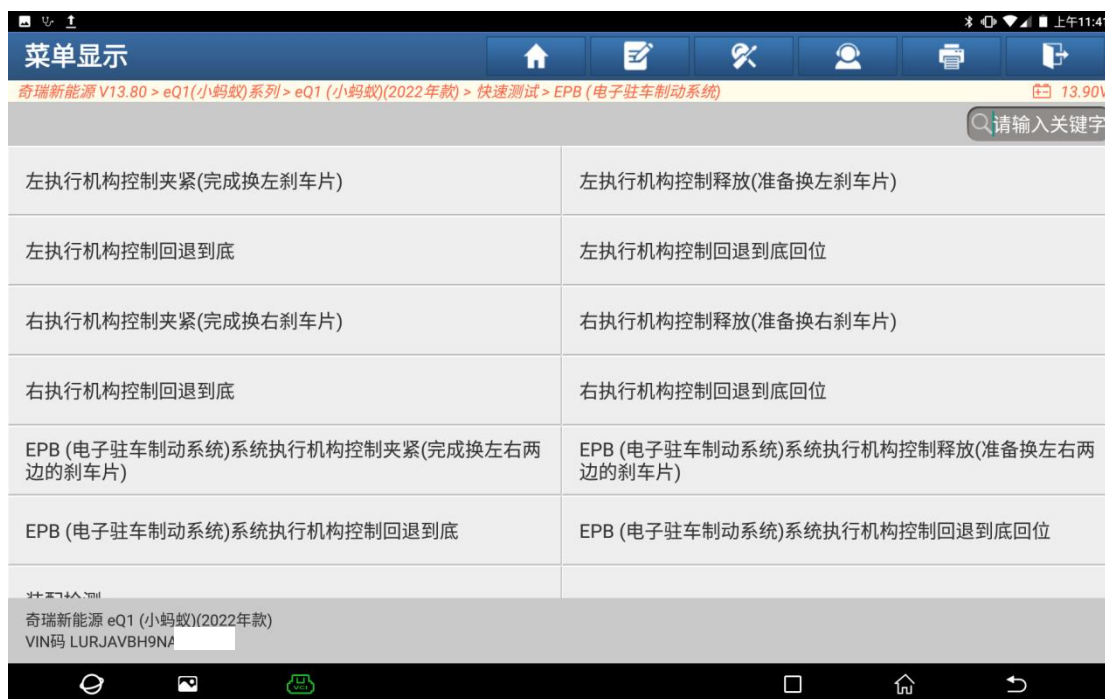 上午11:41
菜单显示
奇瑞新能源 V13.80 > eQ1(小蚂蚁)系列 > eQ1 (小蚂蚁)(2022年款) > 快速测试 > EPB (电子驻车制动系统)
13.90V
请输入关键字
左执行机构控制夹紧(完成换左刹车片)
左执行机构控制释放(准备换左刹车片)
左执行机构控制回退到底
左执行机构控制回退到底回位
右执行机构控制夹紧(完成换右刹车片)
右执行机构控制释放(准备换右刹车片)
右执行机构控制回退到底
右执行机构控制回退到底回位
EPB (电子驻车制动系统)系统执行机构控制夹紧(完成换左右两
边的刹车片)
EPB (电子驻车制动系统)系统执行机构控制释放(准备换左右两
边的刹车片)
EPB (电子驻车制动系统)系统执行机构控制回退到底
EPB (电子驻车制动系统)系统执行机构控制回退到底回位
装配检测
奇瑞新能源 eQ1 (小蚂蚁)(2022年款)
VIN码 LURJAVBH9NA
VCI